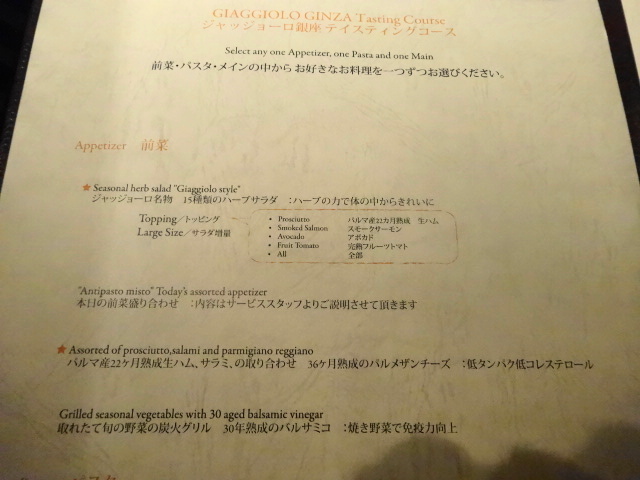 GIAGGIOLO GINZA Tasting Course
ジャッジョーロ銀座 テイスティングコース
Select any one Appetizer, one Pasta and one Main
前菜・パスタ・メインの中から お好きなお料理を一つずつお選びください。
Appetizer 前菜
★ Seasonal herb salad "Giaggiolo style"
ジャッジョーロ名物 15種類のハーブサラダ ：ハーブの力で体の中からきれいに
Topping／トッピング
Large Size／サラダ増量
• Prosciutto パルマ産22カ月熟成 生ハム
• Smoked Salmon スモークサーモン
• Avocado アボカド
• Fruit Tomato 完熟フルーツトマト
• All 全部
"Antipasto misto" Today's assorted appetizer
本日の前菜盛り合わせ ：内容はサービススタッフよりご説明させて頂きます
★ Assorted of prosciutto,salami and parmigiano reggiano
パルマ産22ヶ月熟成生ハム、サラミ、の取り合わせ 36ヶ月熟成のパルメザンチーズ ：低タンパク低コレステロール
Grilled seasonal vegetables with 30 aged balsamic vinegar
取れたて旬の野菜の炭火グリル 30年熟成のバルサミコ ：焼き野菜で免疫力向上